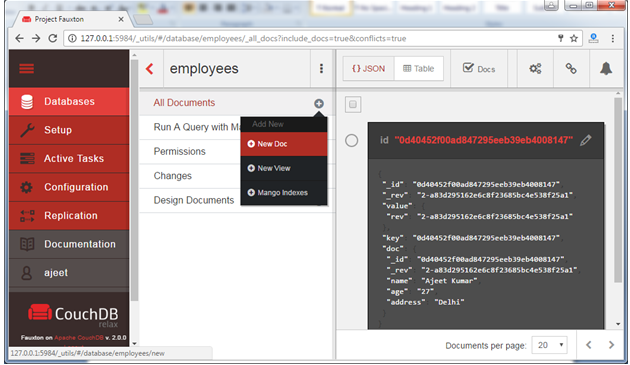 Project Fauxton
127.0.0.1:5984/_utils/#/database/employees/_all_docs?include_docs=true&conflicts=true
employees
{ } JSON
Table
Docs
Databases
Setup
Active Tasks
Configuration
Replication
Documentation
ajeet
CouchDB
relax
Fauxton on Apache CouchDB v. 2.0.0
All Documents
Run A Query with Ma
Permissions
Changes
Design Documents
Add New
New Doc
New View
Mango Indexes
id "0d40452f00ad847295eeb39eb4008147"
{
"_id" "0d40452f00ad847295eeb39eb4008147"
"_rev" "2-a83d295162e6c8f23685bc4e538f25a1"
"value" {
"rev" "2-a83d295162e6c8f23685bc4e538f25a1"
}
"key" "0d40452f00ad847295eeb39eb4008147"
"doc" {
"_id" "0d40452f00ad847295eeb39eb4008147"
"_rev" "2-a83d295162e6c8f23685bc4e538f25a1"
"name" "Ajeet Kumar"
"age" "27"
"address" "Delhi"
}
Documents per page: 20
127.0.0.1:5984/_utils/#/database/employees/new